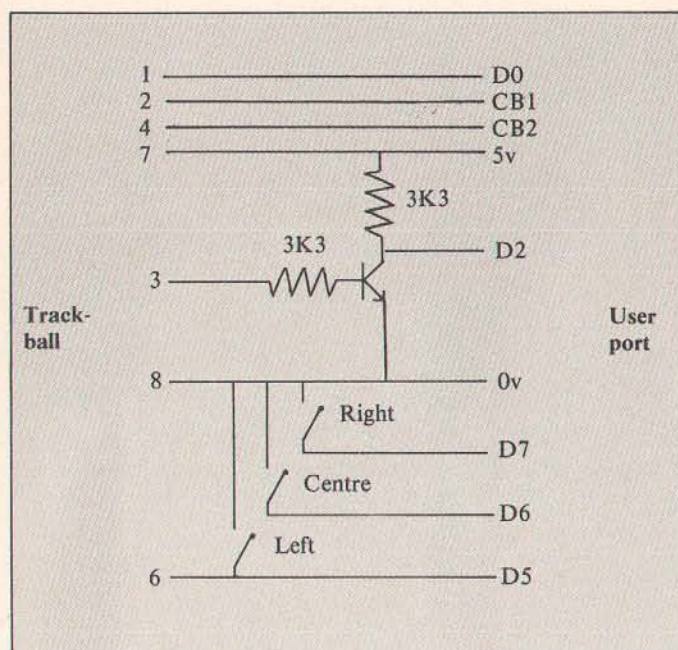 1 D0
2 CB1
4 CB2
7 5v
3K3
3K3
D2
3
Track-
ball
User
port
8 0v
Right
D7
Centre
D6
Left
6 D5